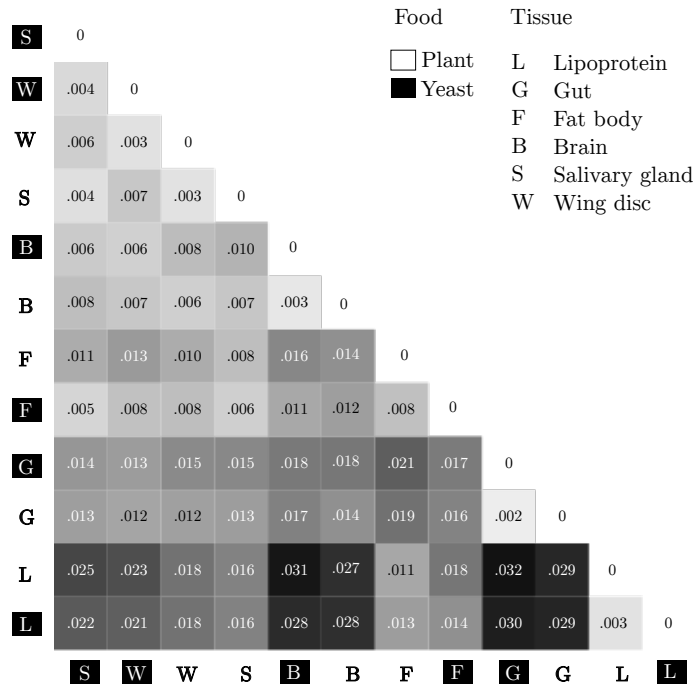 Food Tissue
Plant
Yeast
L Lipoprotein
G Gut
F Fat body
B Brain
S Salivary gland
W Wing disc
S 0
W .004 0
W .006 .003 0
S .004 .007 .003 0
B .006 .006 .008 .010 0
B .008 .007 .006 .007 .003 0
F .011 .013 .010 .008 .016 .014 0
F .005 .008 .008 .006 .011 .012 .008 0
G .014 .013 .015 .015 .018 .018 .021 .017 0
G .013 .012 .012 .013 .017 .014 .019 .016 .002 0
L .025 .023 .018 .016 .031 .027 .011 .018 .032 .029 0
L .022 .021 .018 .016 .028 .028 .013 .014 .030 .029 .003 0
S W W S B B F F G G L L